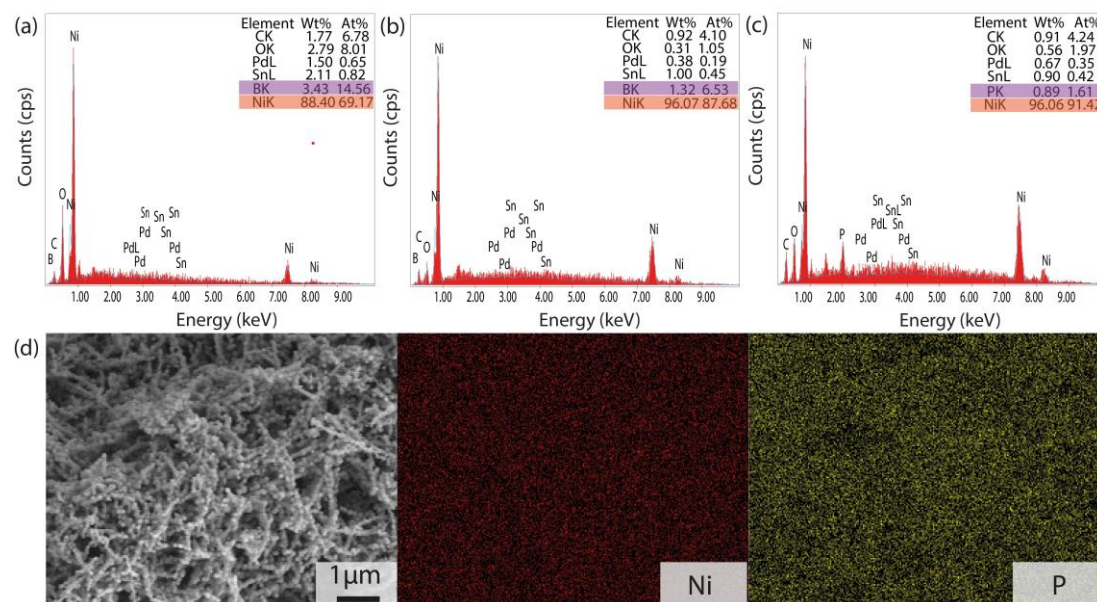 (a)
Element Wt% At%
CK 1.77 6.78
OK 2.79 8.01
PdL 1.50 0.65
SnL 2.11 0.82
BK 3.43 14.56
NiK 88.40 69.17
Ni
O
Ni
C
B
Sn
Sn Sn
Pd Sn
PdL Pd
Pd Sn
Ni
Ni
1.00 2.00 3.00 4.00 5.00 6.00 7.00 8.00 9.00
Counts (cps)
Energy (keV)
(b)
Element Wt% At%
CK 0.92 4.10
OK 0.31 1.05
PdL 0.38 0.19
SnL 1.00 0.45
BK 1.32 6.53
NiK 96.07 87.68
Ni
Ni
C
O
B
Sn Sn
Sn
Pd Sn
Pd Pd
Pd Sn
Ni
Ni
1.00 2.00 3.00 4.00 5.00 6.00 7.00 8.00 9.00
Counts (cps)
Energy (keV)
(c)
Element Wt% At%
CK 0.91 4.24
OK 0.56 1.97
PdL 0.67 0.35
SnL 0.90 0.42
PK 0.89 1.61
NiK 96.06 91.42
Ni
Ni
O
C
P
Sn Sn
SnL
PdL Sn
Pd Pd
Pd Sn
Ni
Ni
1.00 2.00 3.00 4.00 5.00 6.00 7.00 8.00 9.00
Counts (cps)
Energy (keV)
(d)
1μm
Ni
P